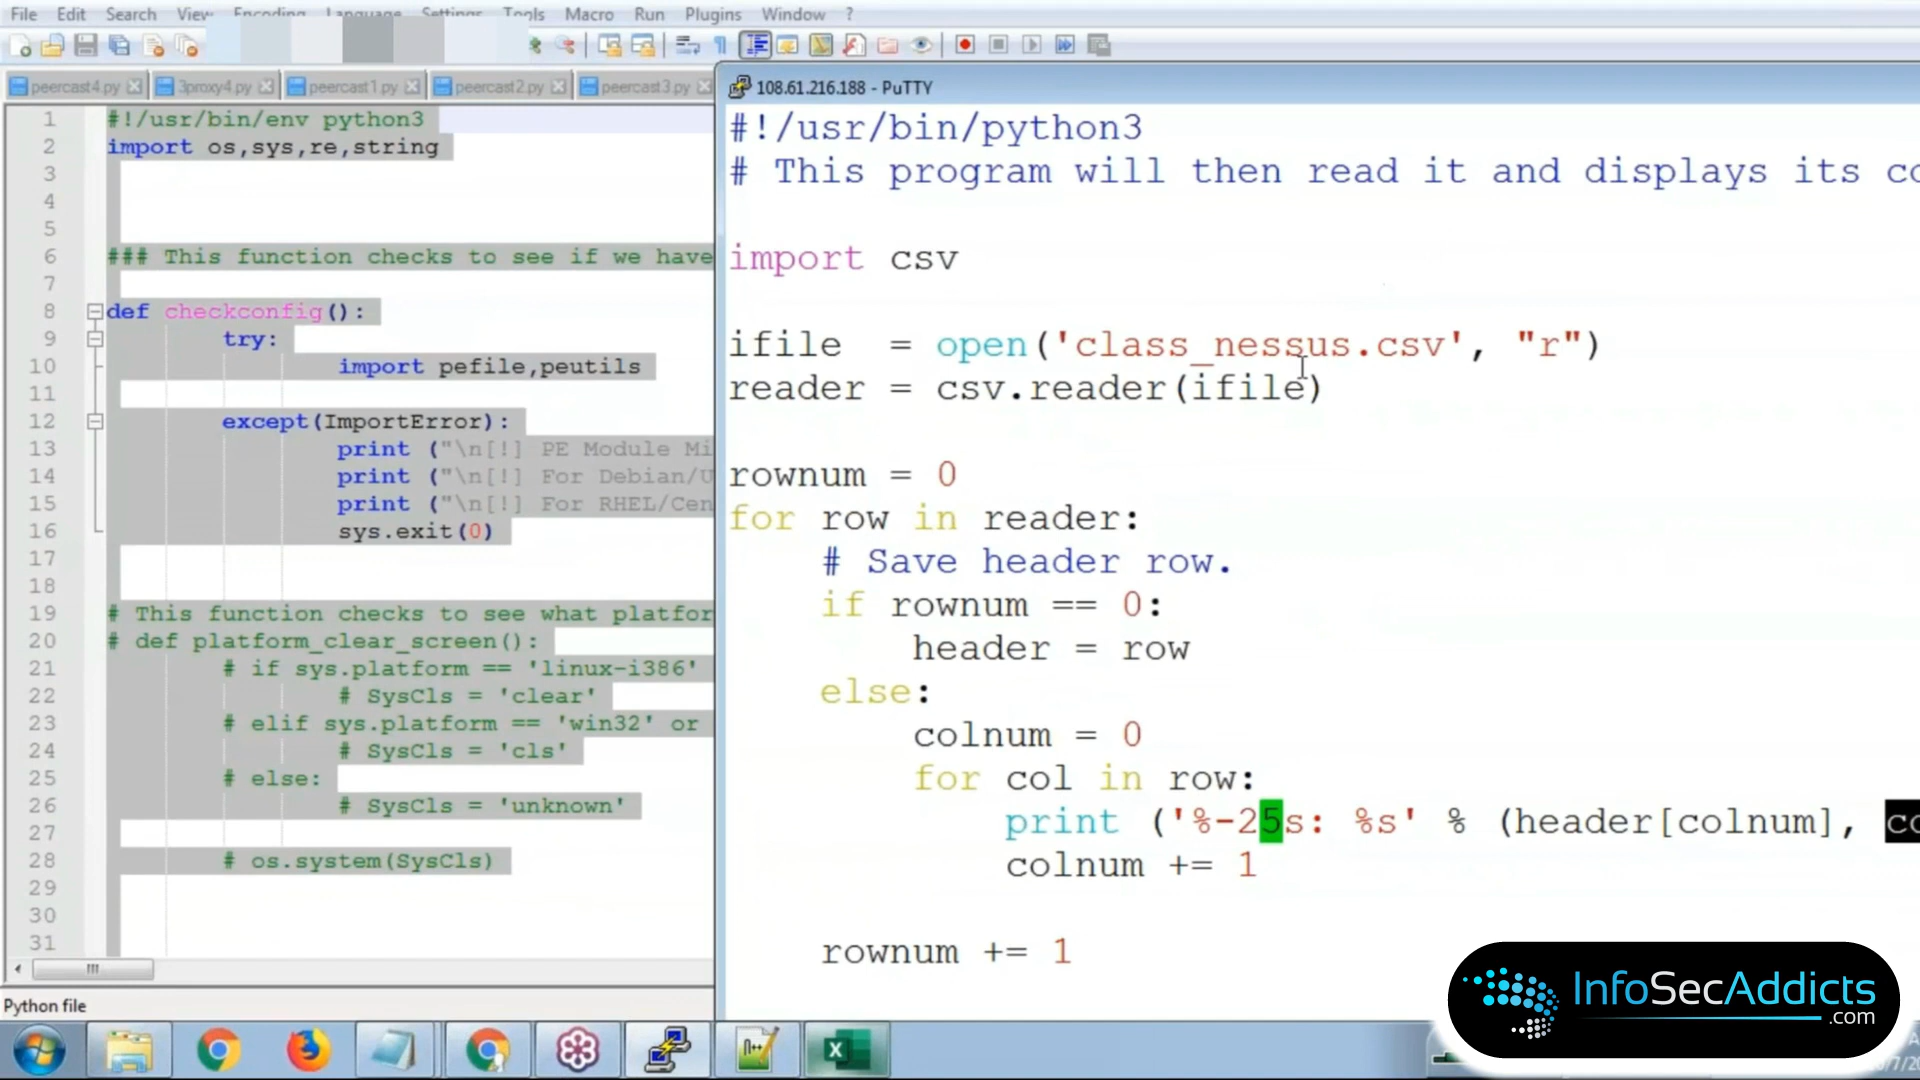 File Edit Search View Encoding Language Settings Tools Macro Run Plugins Window ?
peercast4.py 3proxy4.py peercast1.py peercast2.py peercast3.py
1 #!/usr/bin/env python3
2 import os,sys,re,string
3
4
5
6 ### This function checks to see if we have
7
8 def checkconfig():
9 try:
10 import pefile,peutils
11
12 except(ImportError):
13 print ("\n[!] PE Module Mi
14 print ("\n[!] For Debian/U
15 print ("\n[!] For RHEL/Cen
16 sys.exit(0)
17
18
19 # This function checks to see what platfor
20 # def platform_clear_screen():
21 # if sys.platform == 'linux-i386'
22 # SysCls = 'clear'
23 # elif sys.platform == 'win32' or
24 # SysCls = 'cls'
25 # else:
26 # SysCls = 'unknown'
27
28 # os.system(SysCls)
29
30
31
Python file
108.61.216.188 - PuTTY
#!/usr/bin/python3
# This program will then read it and displays its co
import csv
ifile = open('class_nessus.csv', "r")
reader = csv.reader(ifile)
rownum = 0
for row in reader:
# Save header row.
if rownum == 0:
header = row
else:
colnum = 0
for col in row:
print ('%-25s: %s' % (header[colnum], co
colnum += 1
rownum += 1
InfoSecAddicts
.com